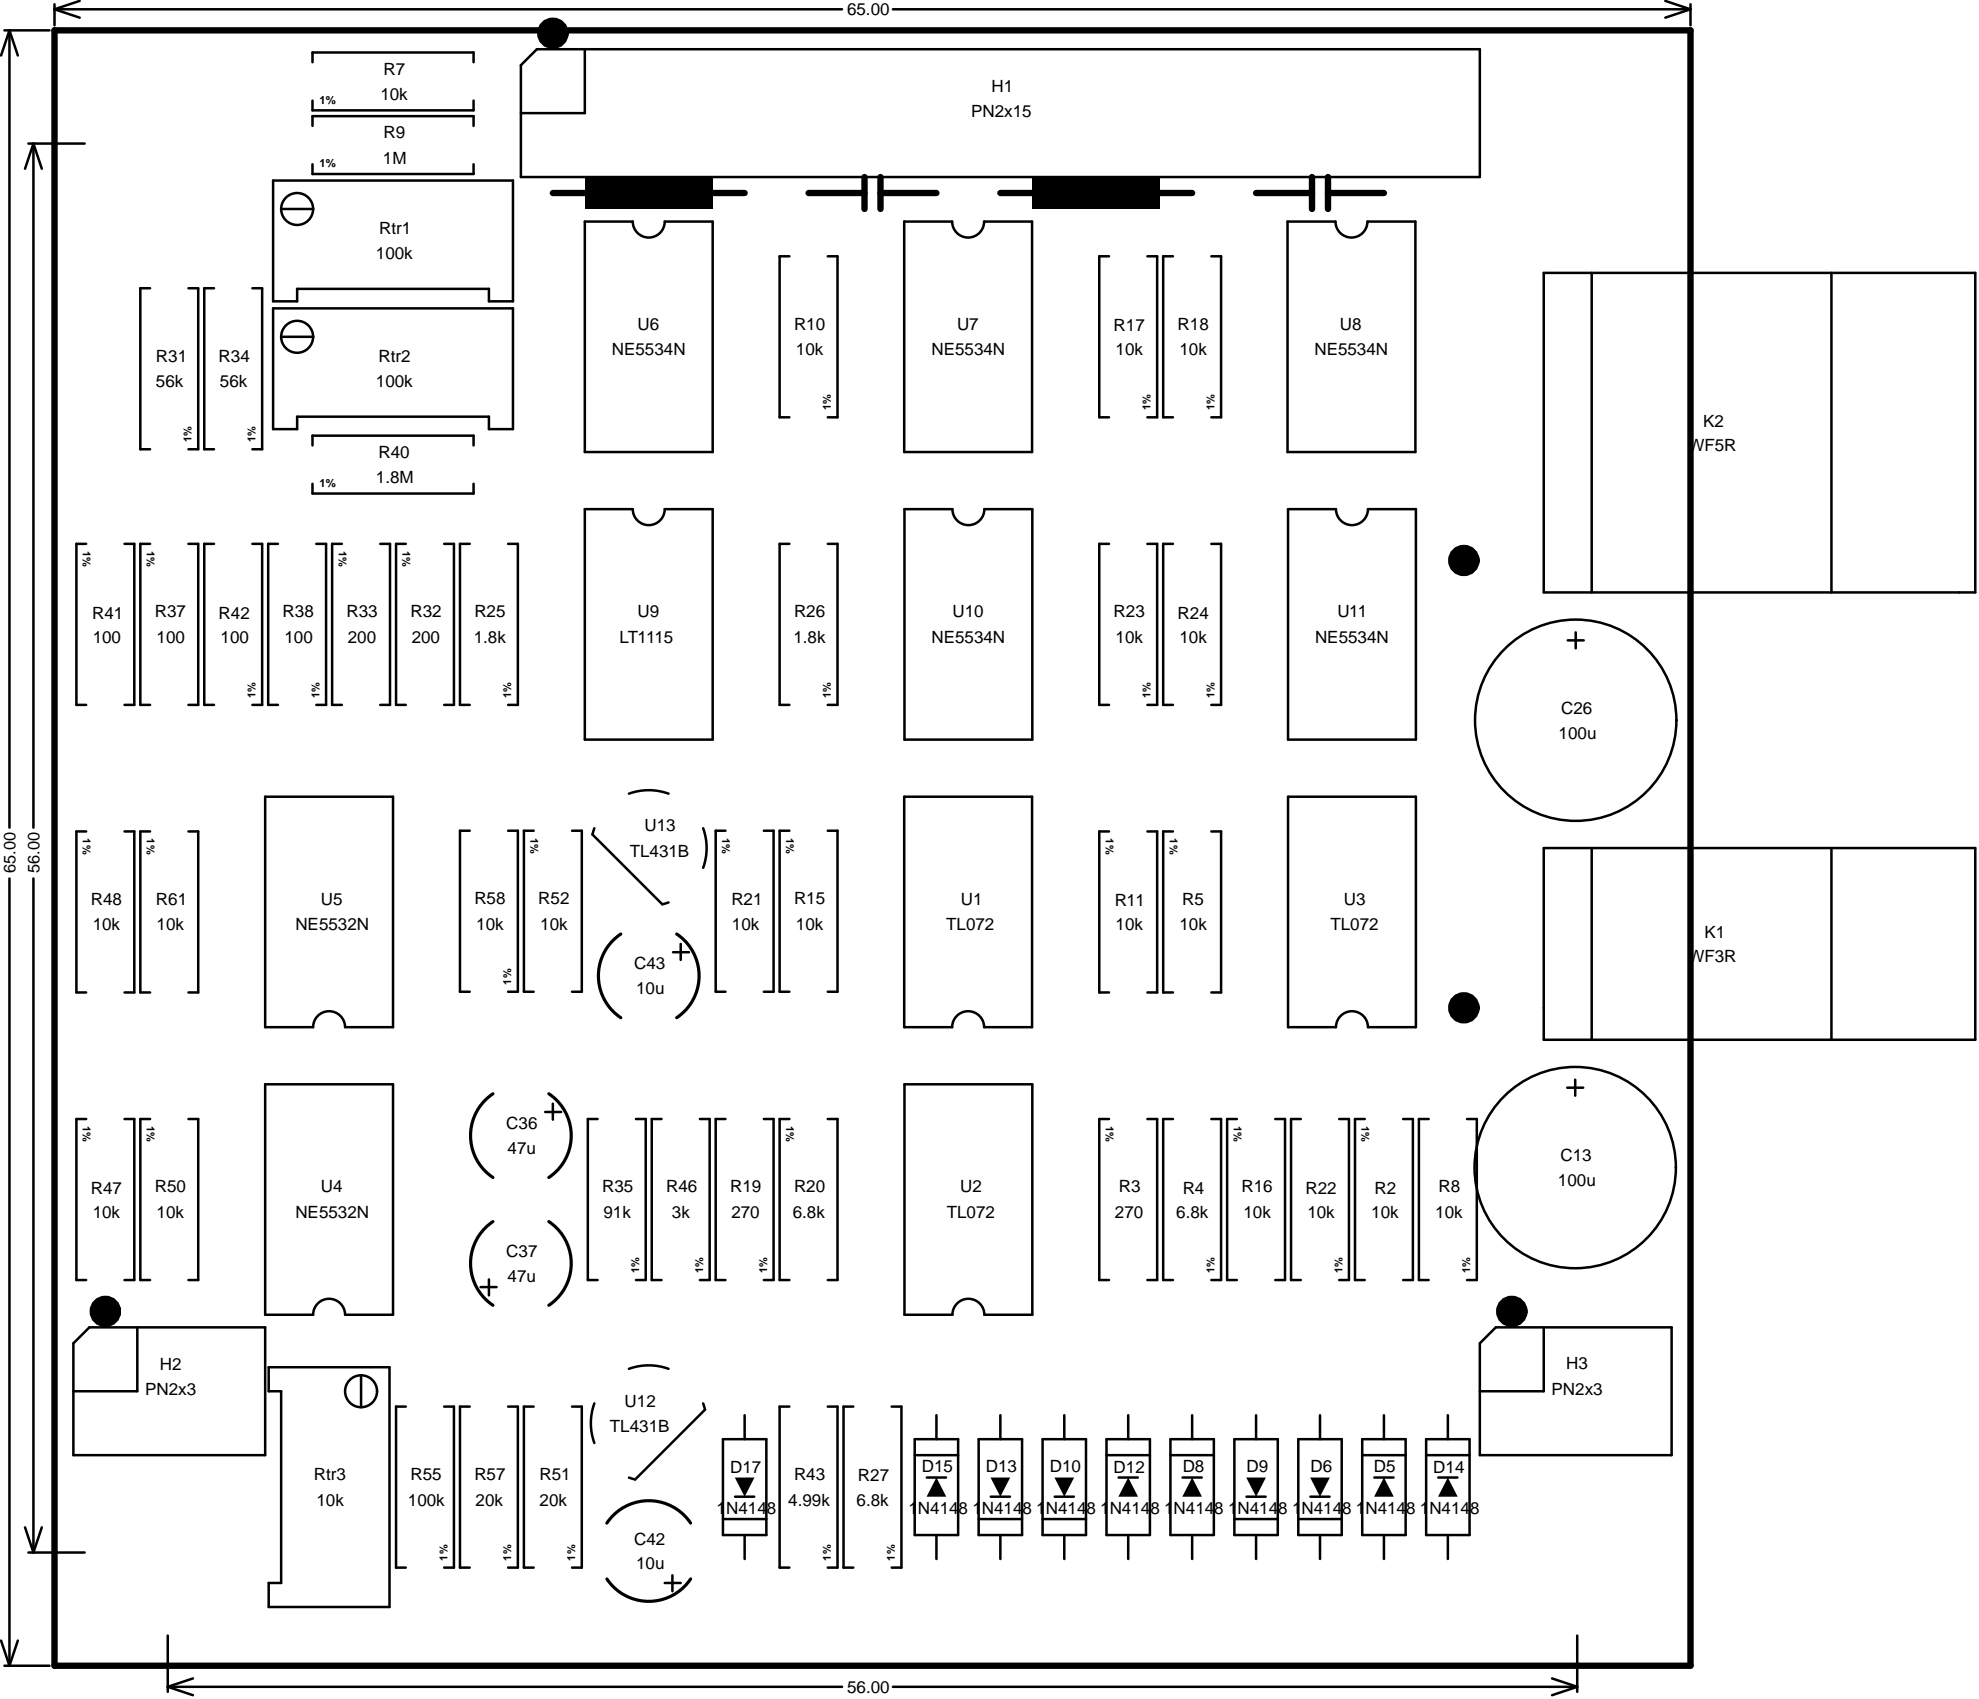 65.00
R7
10k
1%
H1
PN2x15
R9
1M
1%
Rtr1
100k
U6
NE5534N
R10
10k
1%
U7
NE5534N
R17
10k
1%
R18
10k
1%
U8
NE5534N
R31
56k
1%
R34
56k
1%
Rtr2
100k
K2
WF5R
R40
1.8M
1%
1%
R41
100
1%
R37
100
R42
100
1%
R38
100
1%
1%
R33
200
1%
R32
200
R25
1.8k
1%
U9
LT1115
R26
1.8k
1%
U10
NE5534N
R23
10k
1%
R24
10k
1%
U11
NE5534N
C26
100u
65.00
56.00
1%
R48
10k
1%
R61
10k
U5
NE5532N
R58
10k
1%
1%
R52
10k
U13
TL431B
C43
10u
1%
R21
10k
1%
R15
10k
U1
TL072
1%
R11
10k
1%
R5
10k
U3
TL072
K1
WF3R
1%
R47
10k
1%
R50
10k
U4
NE5532N
C36
47u
C37
47u
R35
91k
1%
R46
3k
1%
R19
270
1%
1%
R20
6.8k
U2
TL072
1%
R3
270
R4
6.8k
1%
1%
R16
10k
R22
10k
1%
1%
R2
10k
R8
10k
1%
C13
100u
H2
PN2x3
H3
PN2x3
Rtr3
10k
R55
100k
1%
R57
20k
1%
R51
20k
1%
U12
TL431B
C42
10u
D17
1N4148
R43
4.99k
1%
R27
6.8k
1%
D15
1N4148
D13
1N4148
D10
1N4148
D12
1N4148
D8
1N4148
D9
1N4148
D6
1N4148
D5
1N4148
D14
1N4148
56.00